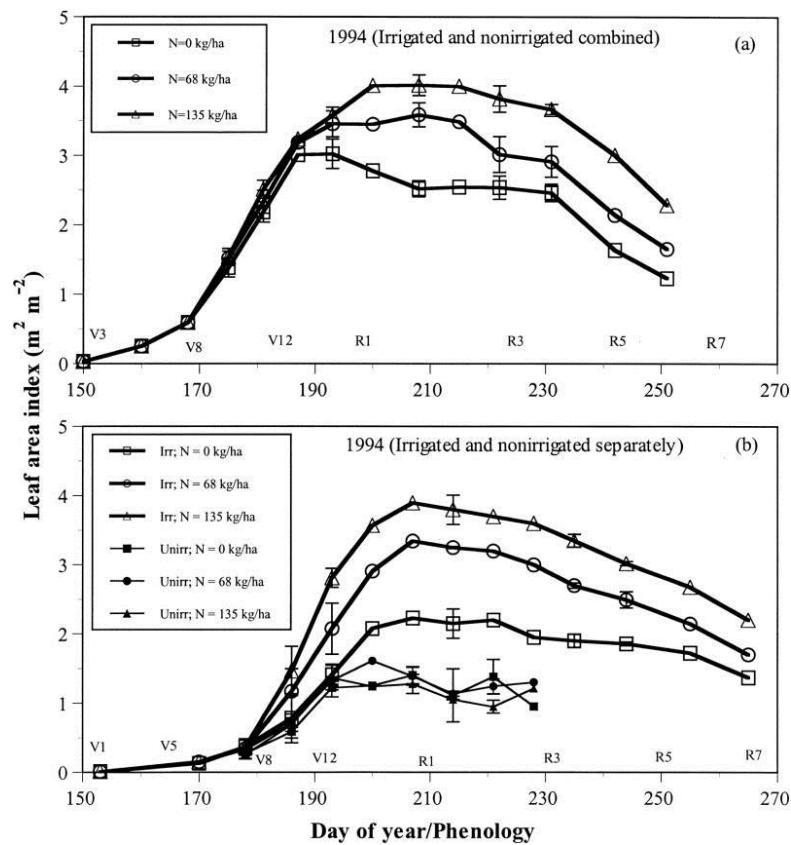 5
1994 (Irrigated and nonirrigated combined) (a)
N=0 kg/ha
N=68 kg/ha
N=135 kg/ha
4
3
2
1
0
V3 V8 V12 R1 R3 R5 R7
150 170 190 210 230 250 270
Leaf area index (m² m⁻²)
5
1994 (Irrigated and nonirrigated separately) (b)
Irr; N = 0 kg/ha
Irr; N = 68 kg/ha
Irr; N = 135 kg/ha
Unirr; N = 0 kg/ha
Unirr; N = 68 kg/ha
Unirr; N = 135 kg/ha
4
3
2
1
0
V1 V5 V8 V12 R1 R3 R5 R7
150 170 190 210 230 250 270
Day of year/Phenology